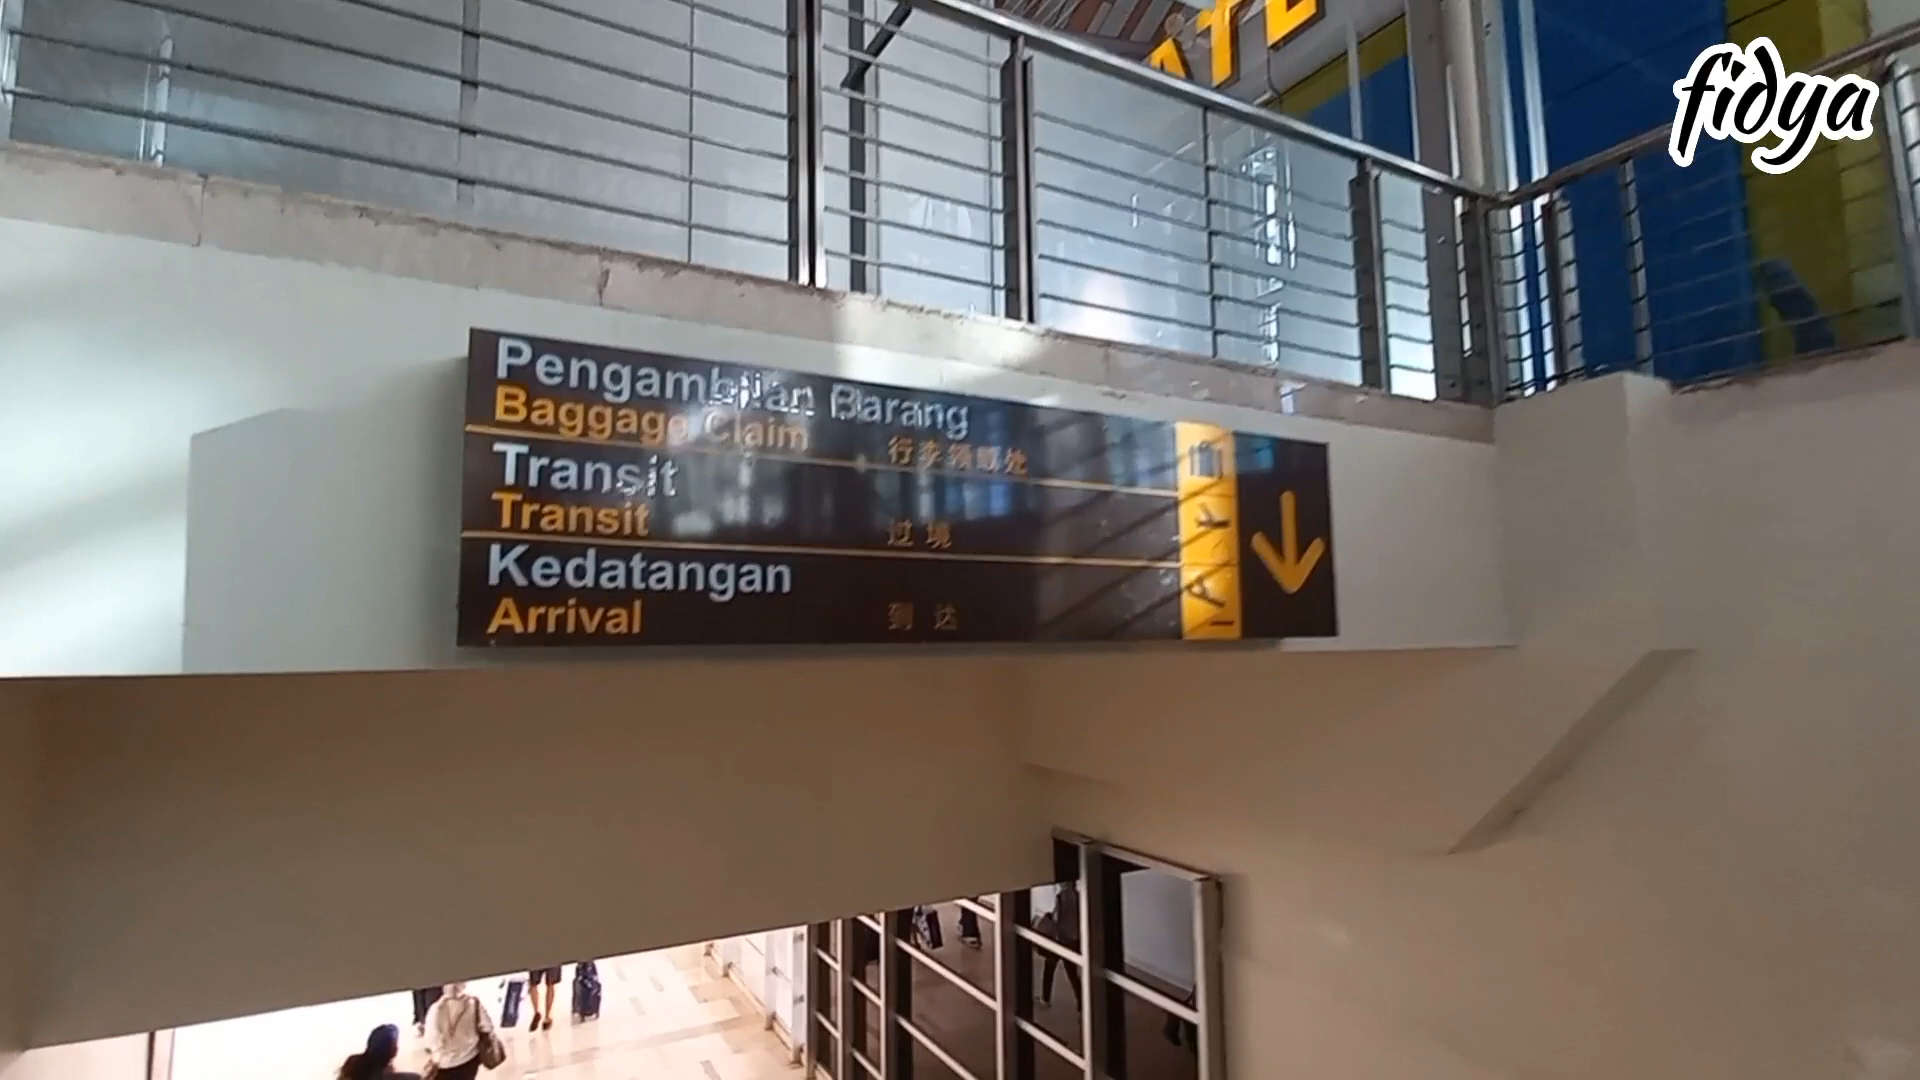 fidya
Pengambilan Barang
Baggage Claim 行李领取处
Transit
Transit 过境
Kedatangan
Arrival 到达